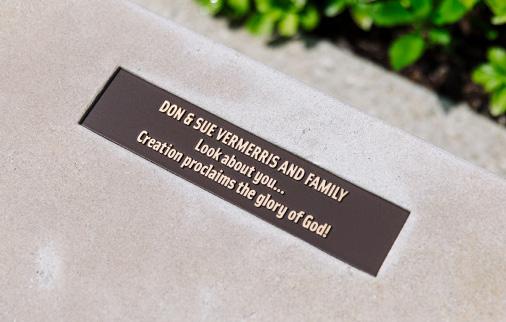 DON & SUE VERMERRIS AND FAMILY
Look about you...
Creation proclaims the glory of God!